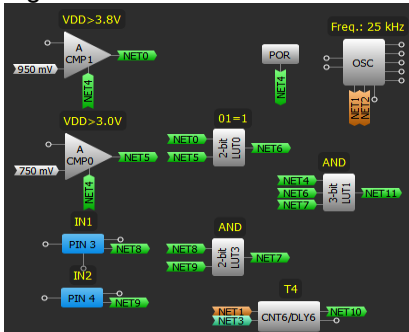 VDD>3.8V
Freq.: 25 kHz
A
CMP1
NET0
950 mV
NET4
POR
NET4
OSC
NET1
NET2
VDD>3.0V
A
CMP0
NET5
750 mV
NET4
01=1
NET0
NET5
2-bit
LUT0
NET6
AND
NET4
NET6
NET7
3-bit
LUT1
NET11
IN1
PIN 3
NET8
IN2
PIN 4
NET9
AND
NET8
NET9
2-bit
LUT3
NET7
T4
NET1
NET3
CNT6/DLY6
NET10